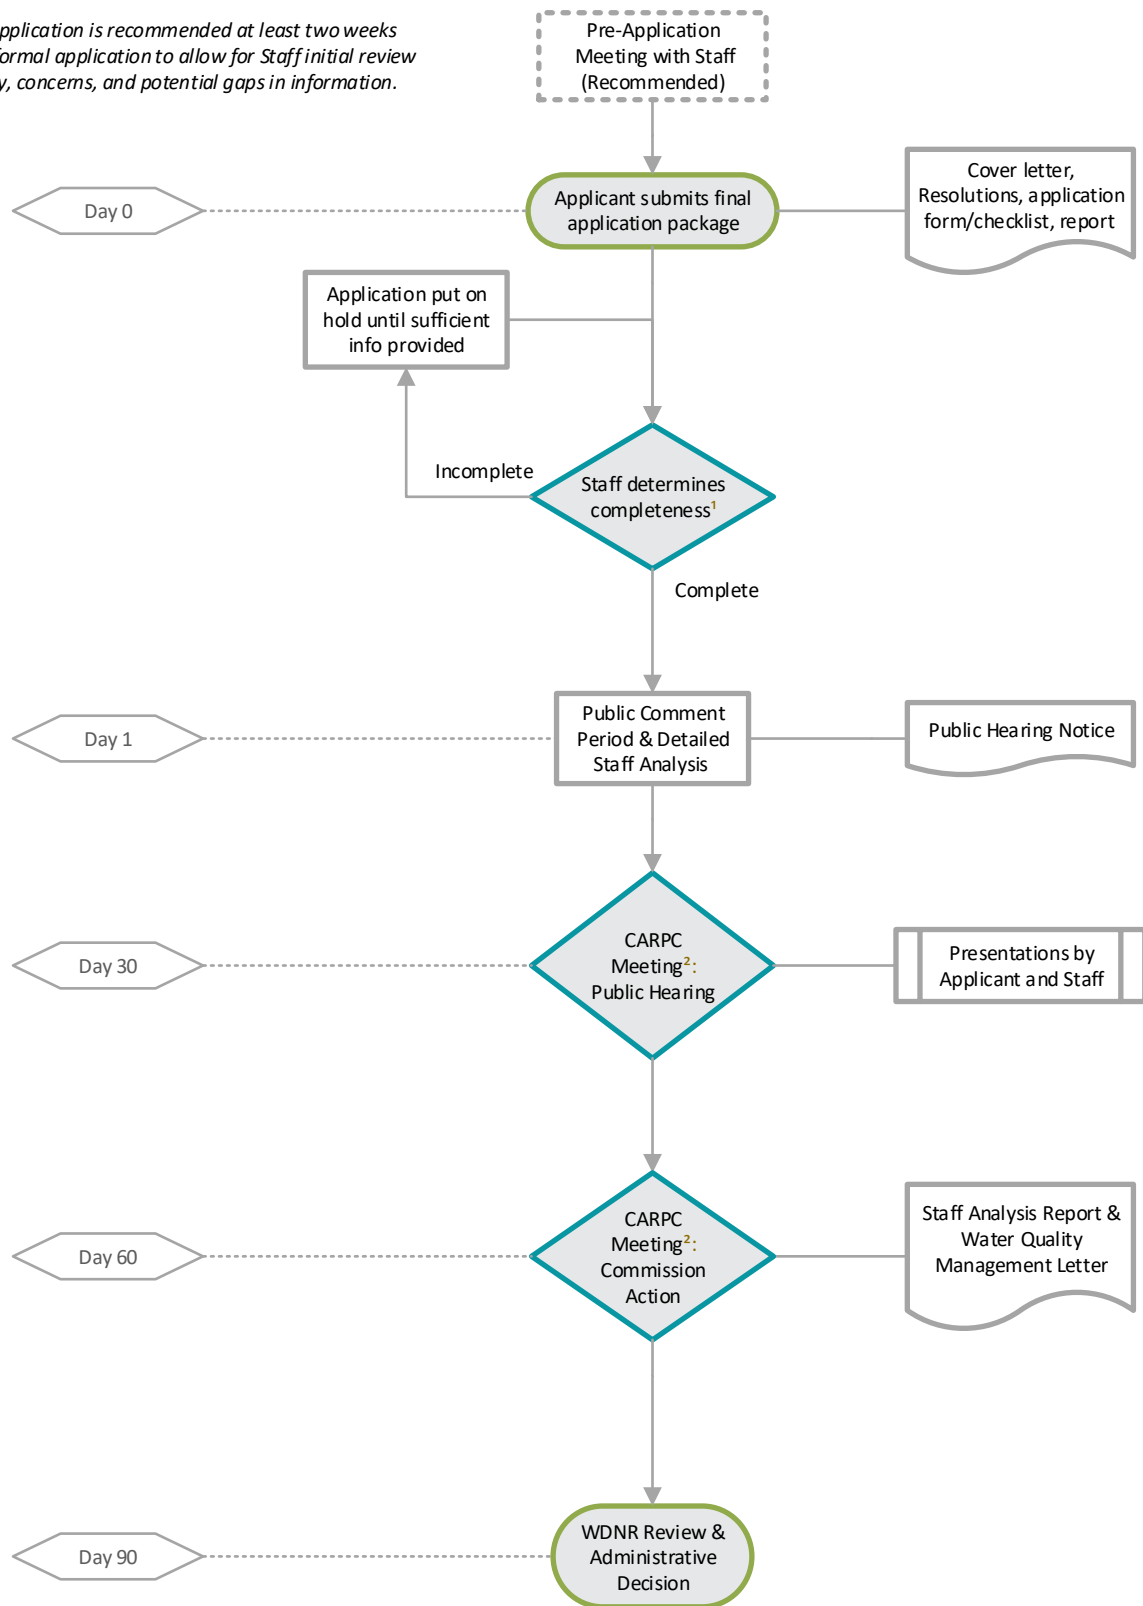 pplication is recommended at least two weeks
formal application to allow for Staff initial review
y, concerns, and potential gaps in information.
Pre-Application
Meeting with Staff
(Recommended)
Day 0
Applicant submits final
application package
Cover letter,
Resolutions, application
form/checklist, report
Application put on
hold until sufficient
info provided
Incomplete
Staff determines
completeness¹
Complete
Day 1
Public Comment
Period & Detailed
Staff Analysis
Public Hearing Notice
Day 30
CARPC
Meeting²:
Public Hearing
Presentations by
Applicant and Staff
Day 60
CARPC
Meeting²:
Commission
Action
Staff Analysis Report &
Water Quality
Management Letter
Day 90
WDNR Review &
Administrative
Decision